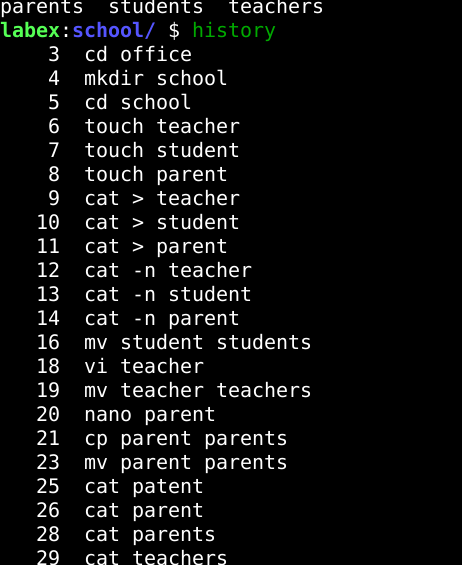 parents  students  teachers
labex:school/ $ history
    3  cd office
    4  mkdir school
    5  cd school
    6  touch teacher
    7  touch student
    8  touch parent
    9  cat > teacher
   10  cat > student
   11  cat > parent
   12  cat -n teacher
   13  cat -n student
   14  cat -n parent
   16  mv student students
   18  vi teacher
   19  mv teacher teachers
   20  nano parent
   21  cp parent parents
   23  mv parent parents
   25  cat patent
   26  cat parent
   28  cat parents
   29  cat teachers